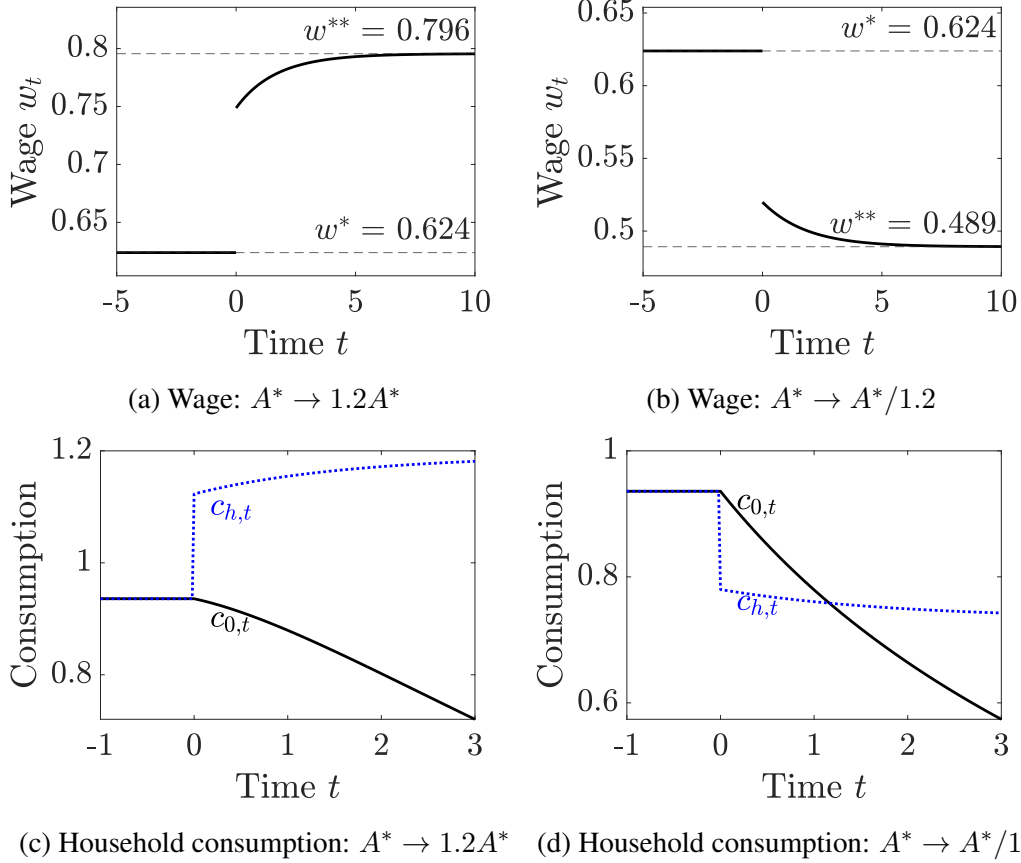 0.8
0.75
0.7
0.65
Wage w_t
w^{**} = 0.796
w^* = 0.624
-5 0 5 10
Time t
(a) Wage: A^* → 1.2A^*
0.65
0.6
0.55
0.5
Wage w_t
w^* = 0.624
w^{**} = 0.489
-5 0 5 10
Time t
(b) Wage: A^* → A^*/1.2
1.2
1
0.8
Consumption
c_{h,t}
c_{0,t}
-1 0 1 2 3
Time t
(c) Household consumption: A^* → 1.2A^*
1
0.8
0.6
Consumption
c_{0,t}
c_{h,t}
-1 0 1 2 3
Time t
(d) Household consumption: A^* → A^*/1